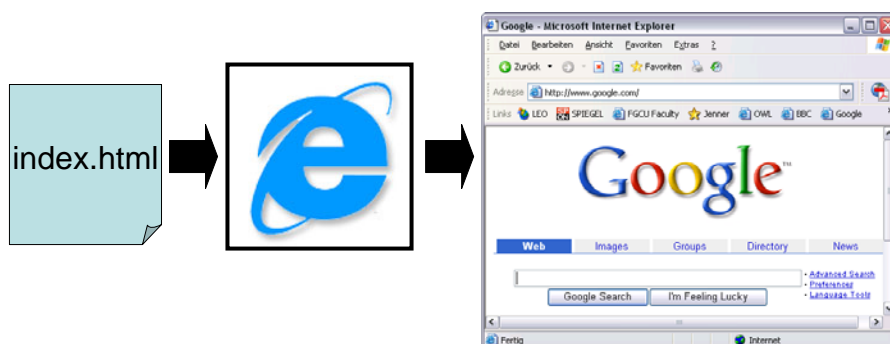 index.html
Google - Microsoft Internet Explorer
Datei Bearbeiten Ansicht Favoriten Extras ?
Zurück Favoriten
Adresse http://www.google.com/
Links LEO SPIEGEL FGCU Faculty Jenner OWL BBC Google
Google™
Web Images Groups Directory News
• Advanced Search
• Preferences
• Language Tools
Google Search I'm Feeling Lucky
Fertig Internet